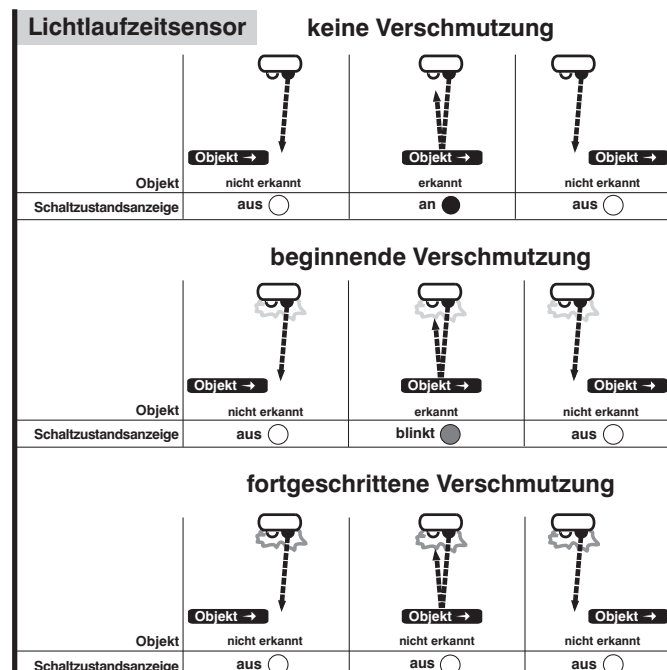 Lichtlaufzeitsensor keine Verschmutzung
Objekt → Objekt → Objekt →
Objekt nicht erkannt erkannt nicht erkannt
Schaltzustandsanzeige aus an aus
beginnende Verschmutzung
Objekt → Objekt → Objekt →
Objekt nicht erkannt erkannt nicht erkannt
Schaltzustandsanzeige aus blinkt aus
fortgeschrittene Verschmutzung
Objekt → Objekt → Objekt →
Objekt nicht erkannt nicht erkannt nicht erkannt
Schaltzustandsanzeige aus aus aus